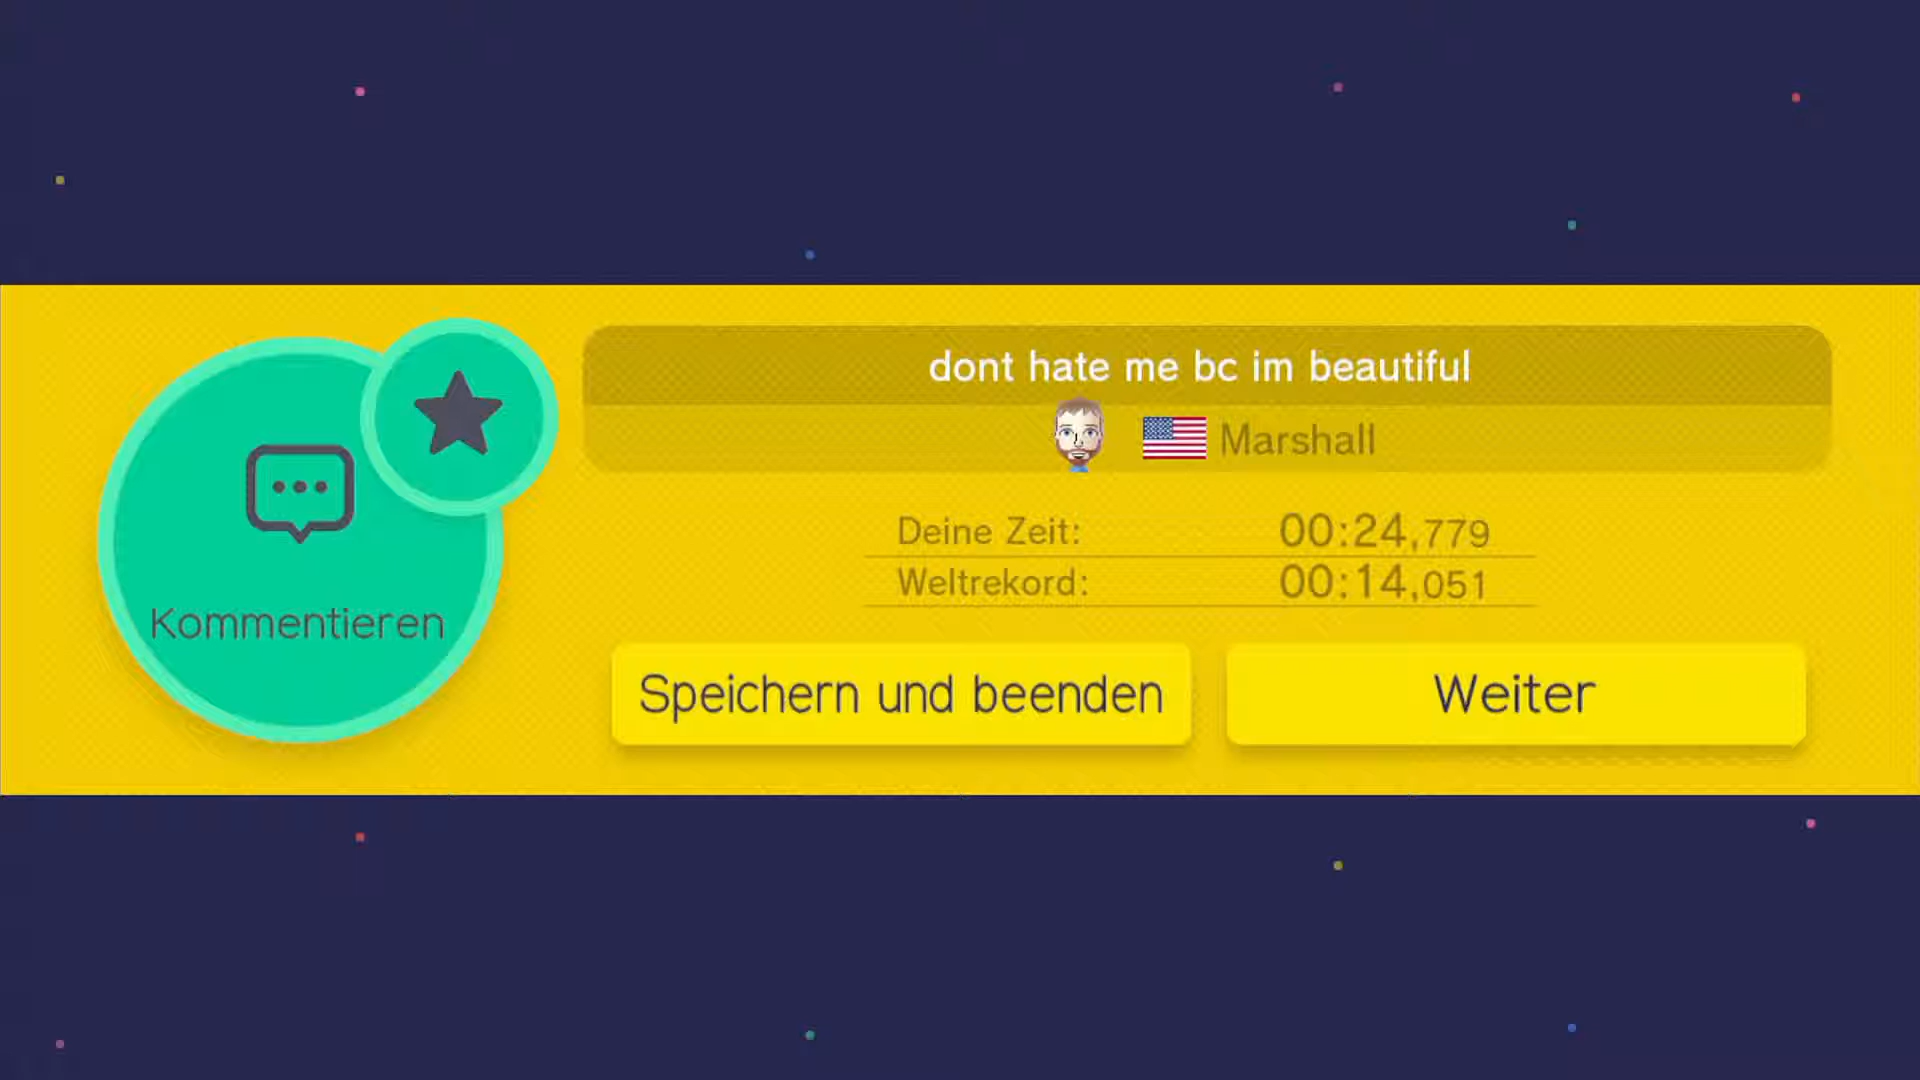 dont hate me bc im beautiful
Marshall
Deine Zeit: 00:24,779
Weltrekord: 00:14,051
Kommentieren
Speichern und beenden
Weiter